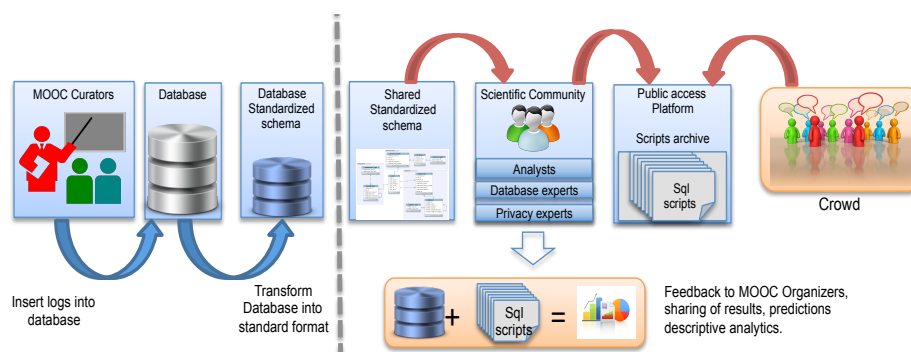 MOOC Curators
Database
Database
Standardized
schema
Insert logs into
database
Transform
Database into
standard format
Shared
Standardized
schema
Scientific Community
Analysts
Database experts
Privacy experts
Public access
Platform
Scripts archive
Sql
scripts
Crowd
+
Sql
scripts
=
Feedback to MOOC Organizers,
sharing of results, predictions
descriptive analytics.